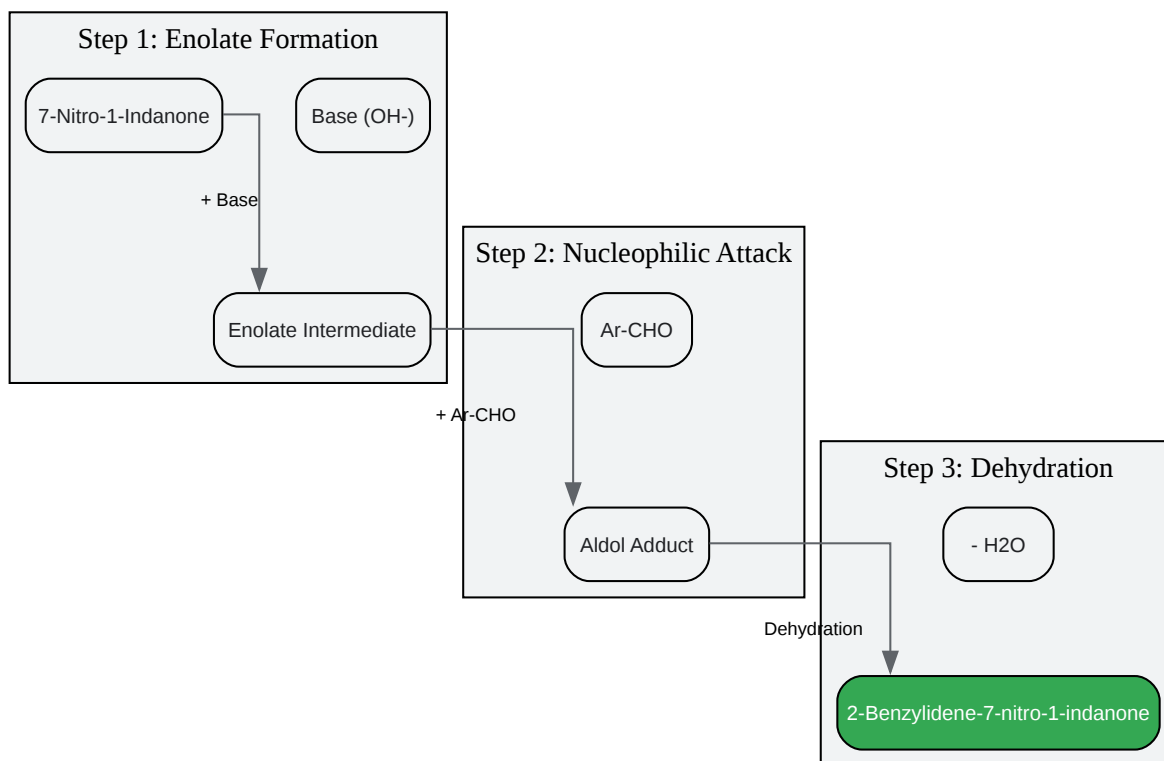 Step 1: Enolate Formation
7-Nitro-1-Indanone
Base (OH-)
+ Base
Enolate Intermediate
Step 2: Nucleophilic Attack
Ar-CHO
+ Ar-CHO
Aldol Adduct
Step 3: Dehydration
- H2O
Dehydration
2-Benzylidene-7-nitro-1-indanone